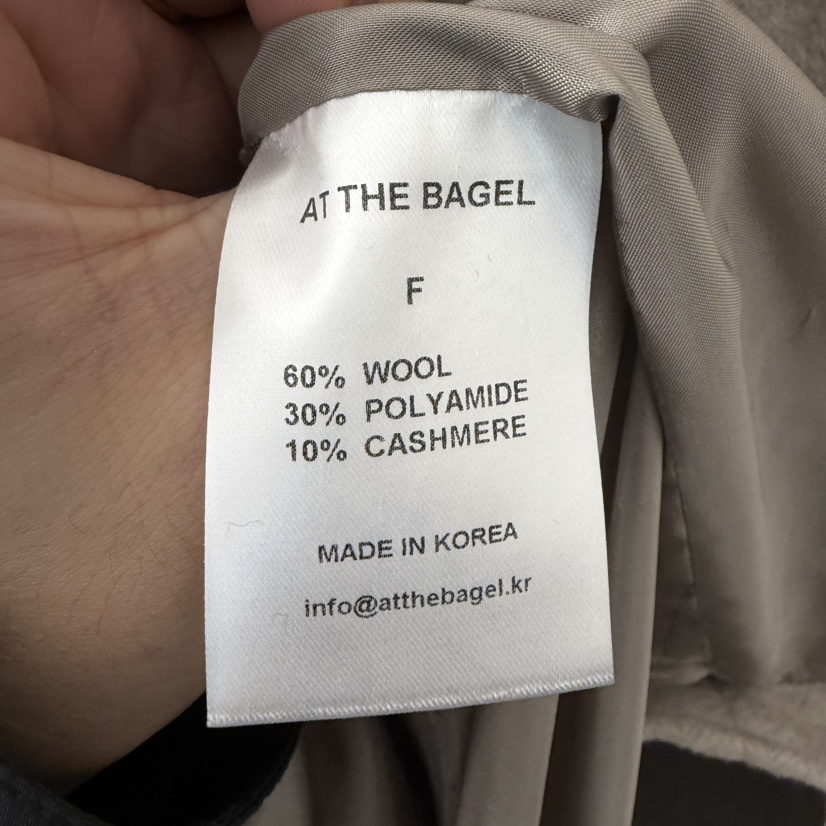 AT THE BAGEL
F
60% WOOL
30% POLYAMIDE
10% CASHMERE
MADE IN KOREA
info@atthebagel.kr